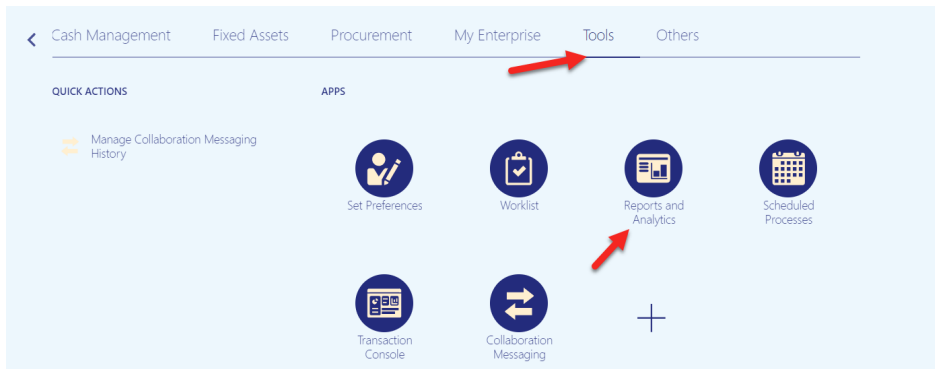 Cash Management Fixed Assets Procurement My Enterprise Tools Others
QUICK ACTIONS
APPS
Manage Collaboration Messaging
History
Set Preferences
Worklist
Reports and
Analytics
Scheduled
Processes
Transaction
Console
Collaboration
Messaging